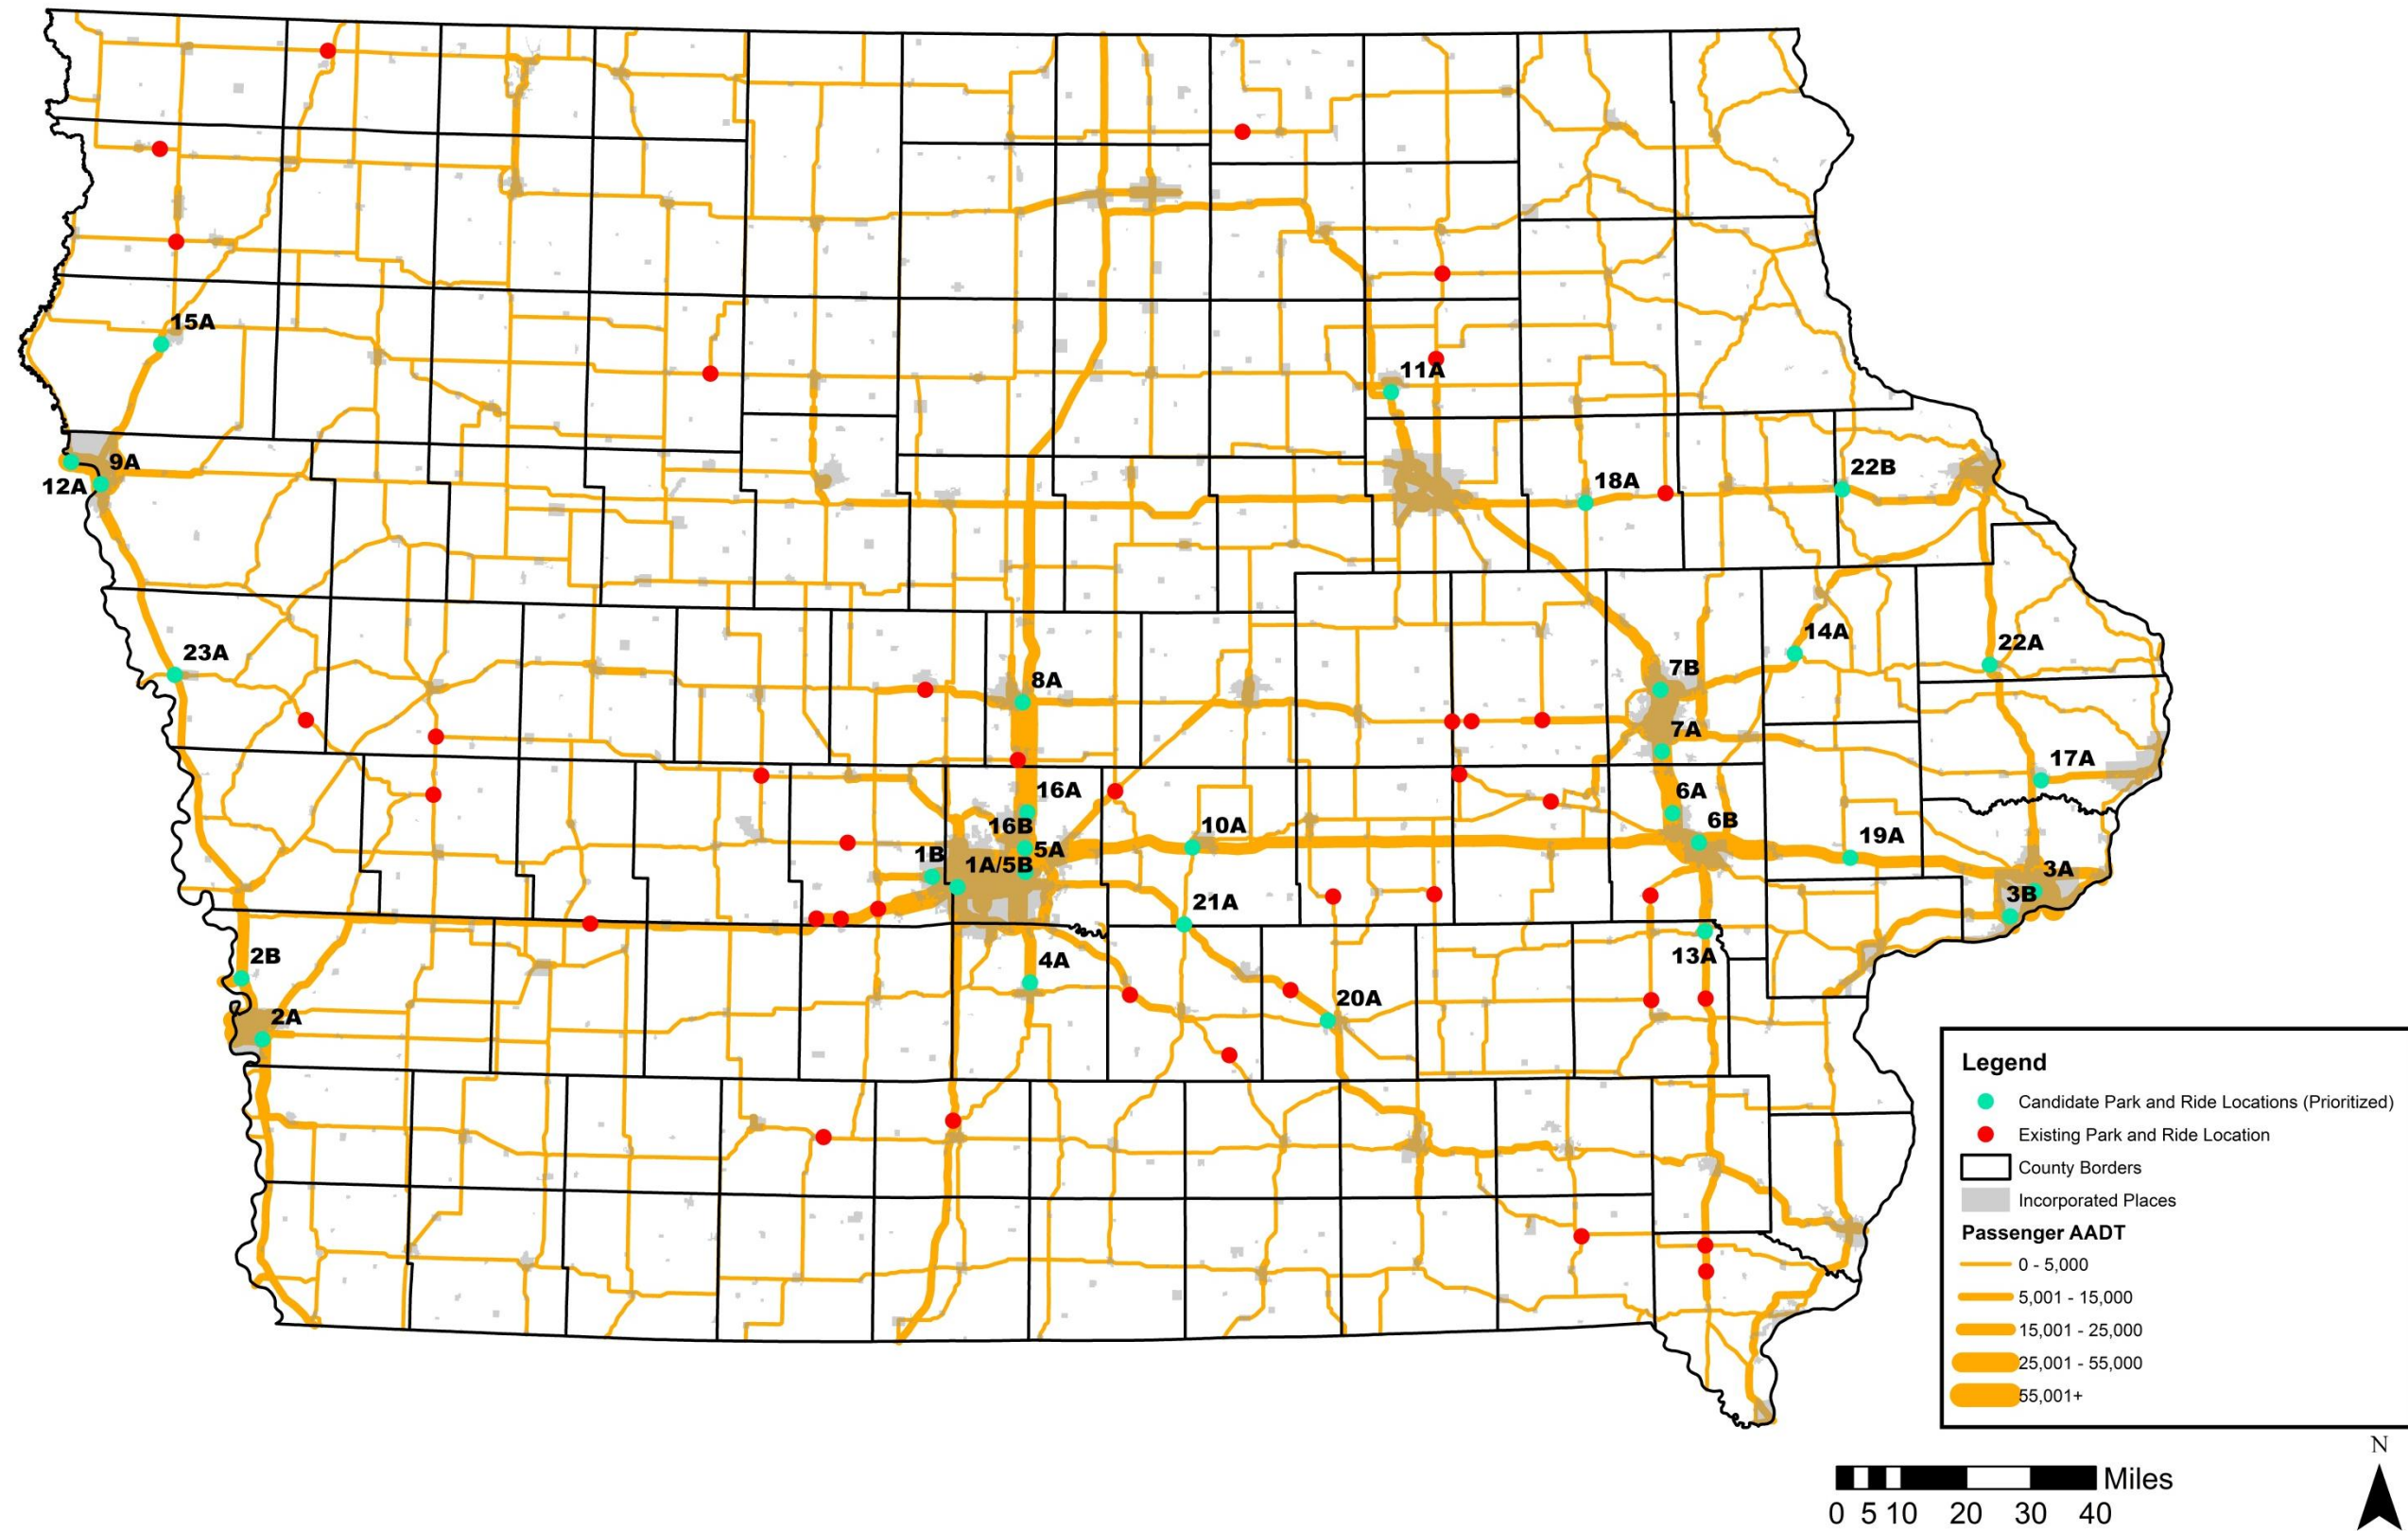 15A
11A
9A
12A
18A
22B
23A
14A
22A
8A
7B
7A
17A
16A
6A
10A
16B
6B
19A
1B
5A
1A/5B
3A
3B
21A
2B
4A
13A
20A
2A
Legend
Candidate Park and Ride Locations (Prioritized)
Existing Park and Ride Location
County Borders
Incorporated Places
Passenger AADT
0 - 5,000
5,001 - 15,000
15,001 - 25,000
25,001 - 55,000
55,001+
N
Miles
0 5 10 20 30 40